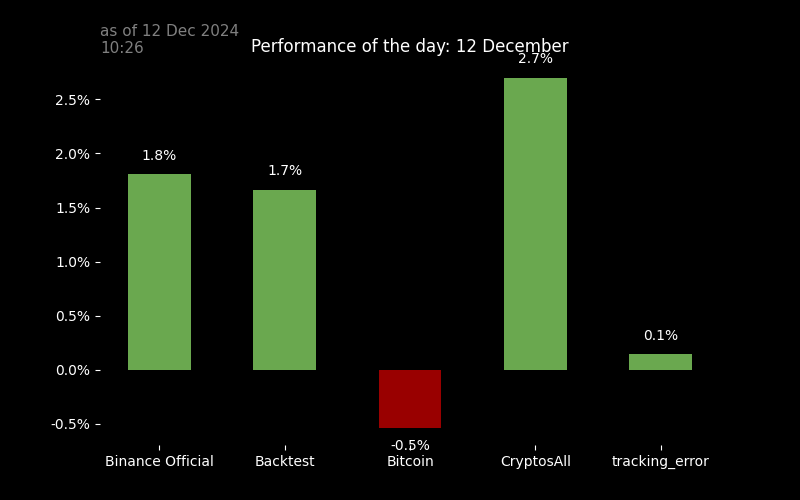 as of 12 Dec 2024
10:26
Performance of the day: 12 December
2.7%
2.5%
2.0%
1.8%
1.7%
1.5%
1.0%
0.5%
0.1%
0.0%
-0.5%
-0.5%
Binance Official
Backtest
Bitcoin
CryptosAll
tracking_error